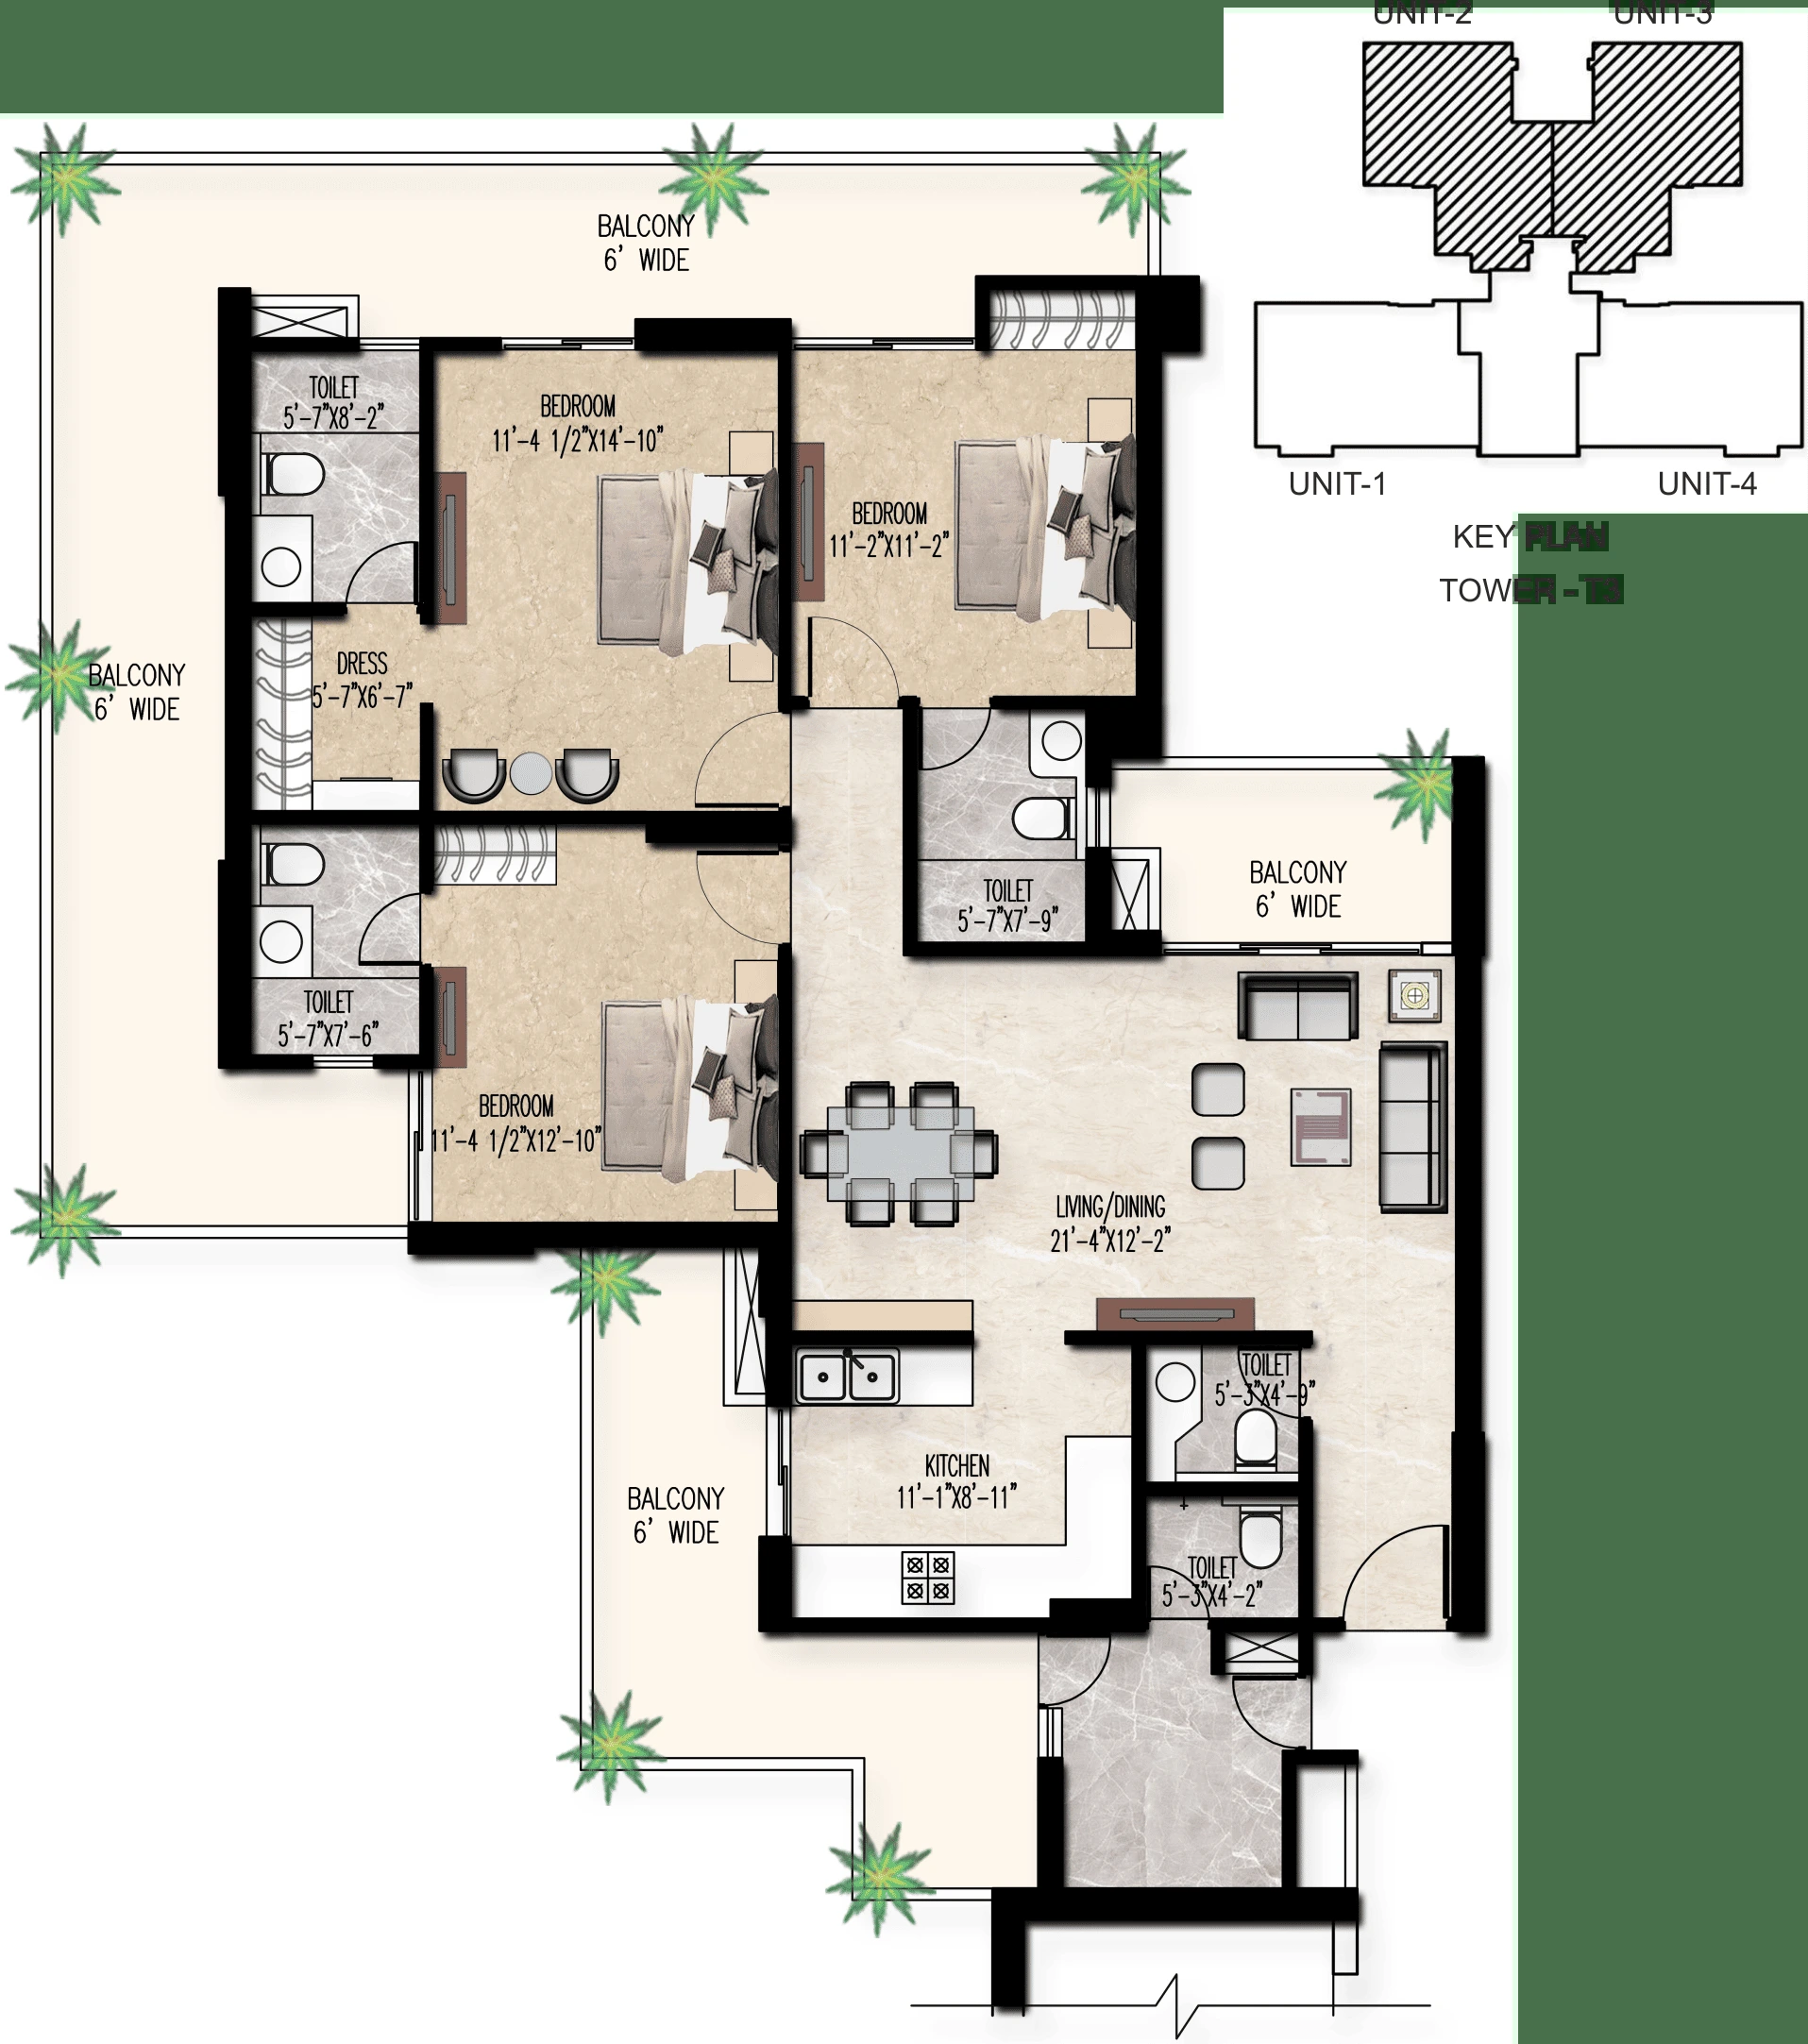 UNIT-2
UNIT-3
UNIT-1
UNIT-4
KEY PLAN
TOWER - T3
BALCONY
6' WIDE
TOILET
5'-7"X8'-2"
BEDROOM
11'-4 1/2"X14'-10"
BEDROOM
11'-2"X11'-2"
BALCONY
6' WIDE
DRESS
5'-7"X6'-7"
TOILET
5'-7"X7'-9"
BALCONY
6' WIDE
TOILET
5'-7"X7'-6"
BEDROOM
11'-4 1/2"X12'-10"
LIVING/DINING
21'-4"X12'-2"
TOILET
5'-3"X4'-9"
KITCHEN
11'-1"X8'-11"
BALCONY
6' WIDE
TOILET
5'-3"X4'-2"